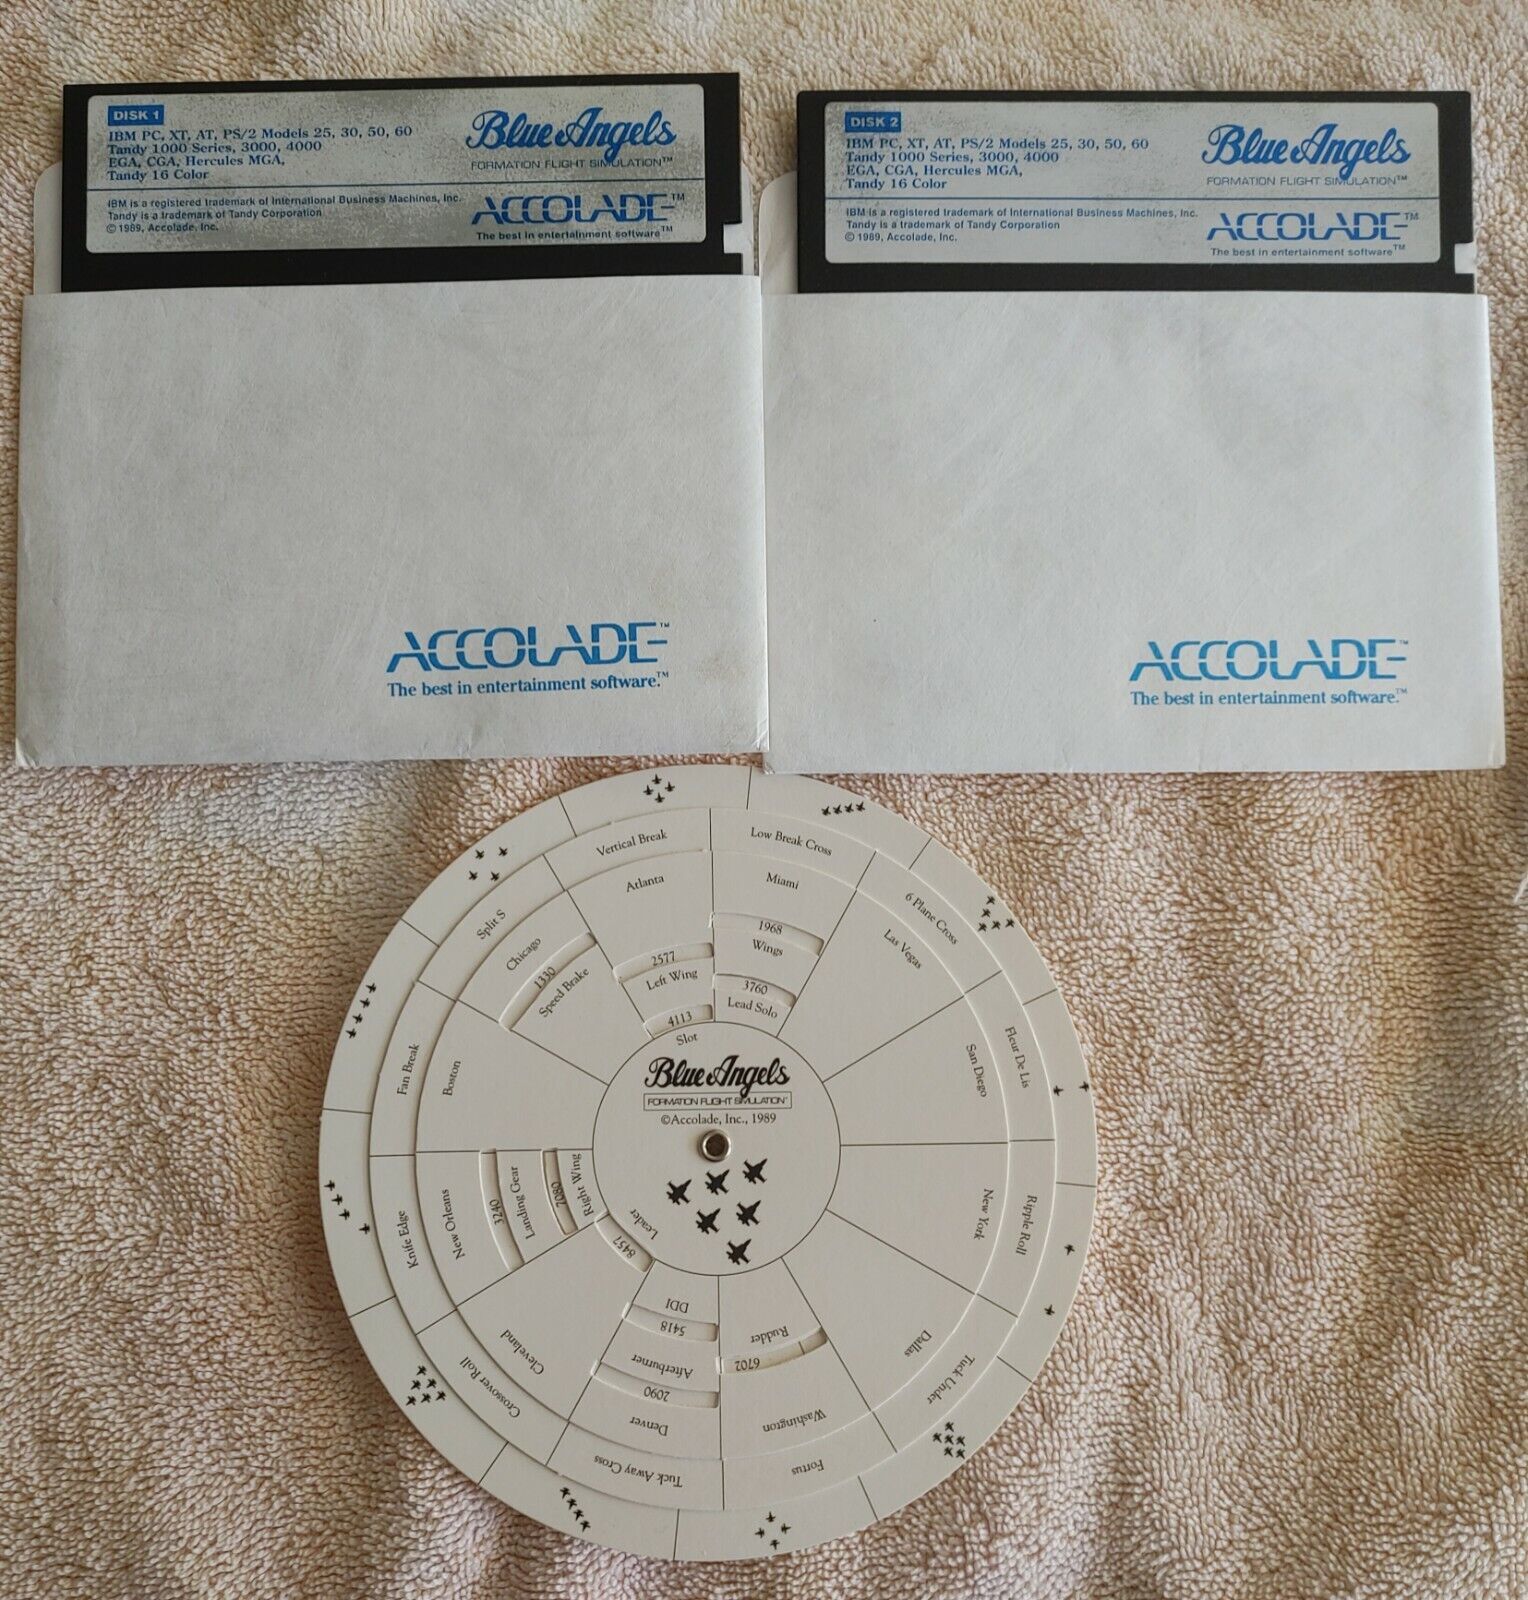 DISK 1
IBM PC, XT, AT, PS/2 Models 25, 30, 50, 60
Tandy 1000 Series, 3000, 4000
EGA, CGA, Hercules MGA,
Tandy 16 Color
Blue Angels
FORMATION FLIGHT SIMULATION™
IBM is a registered trademark of International Business Machines, Inc.
Tandy is a trademark of Tandy Corporation
© 1989, Accolade, Inc.
ACCOLADE™
The best in entertainment software™
DISK 2
IBM PC, XT, AT, PS/2 Models 25, 30, 50, 60
Tandy 1000 Series, 3000, 4000
EGA, CGA, Hercules MGA,
Tandy 16 Color
Blue Angels
FORMATION FLIGHT SIMULATION™
IBM is a registered trademark of International Business Machines, Inc.
Tandy is a trademark of Tandy Corporation
© 1989, Accolade, Inc.
ACCOLADE™
The best in entertainment software™
ACCOLADE™
The best in entertainment software.™
ACCOLADE™
The best in entertainment software.™
Vertical Break
Atlanta
2577
Left Wing
4113
Slot
Low Break Cross
Miami
1968
Wings
3760
Lead Solo
6 Plane Cross
Las Vegas
Fleur De Lis
San Diego
Ripple Roll
New York
Tuck Under
Dallas
Fortus
Washington
6702
Rudder
Tuck Away Cross
Denver
2090
Afterburner
5418
DDI
Crossover Roll
Cleveland
8457
Leader
Knife Edge
New Orleans
3240
Landing Gear
7080
Right Wing
Fan Break
Boston
Split S
Chicago
1330
Speed Brake
Blue Angels
FORMATION FLIGHT SIMULATION™
©Accolade, Inc., 1989